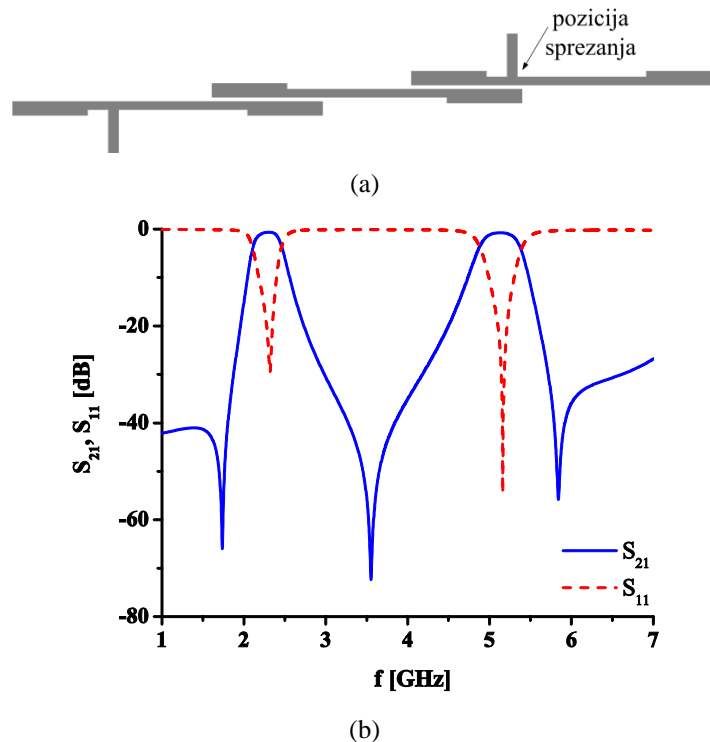 pozicija
sprezanja
(a)
0
-20
-40
-60
-80
S21, S11 [dB]
S21
S11
1 2 3 4 5 6 7
f [GHz]
(b)